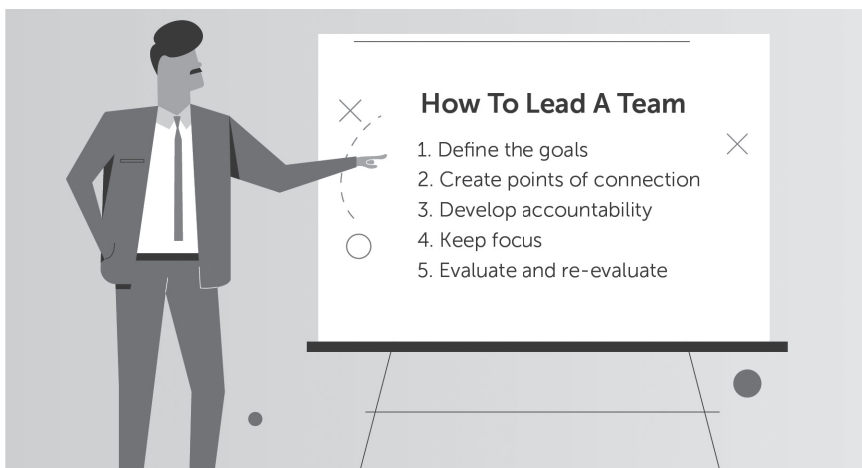 How To Lead A Team
1. Define the goals
2. Create points of connection
3. Develop accountability
4. Keep focus
5. Evaluate and re-evaluate